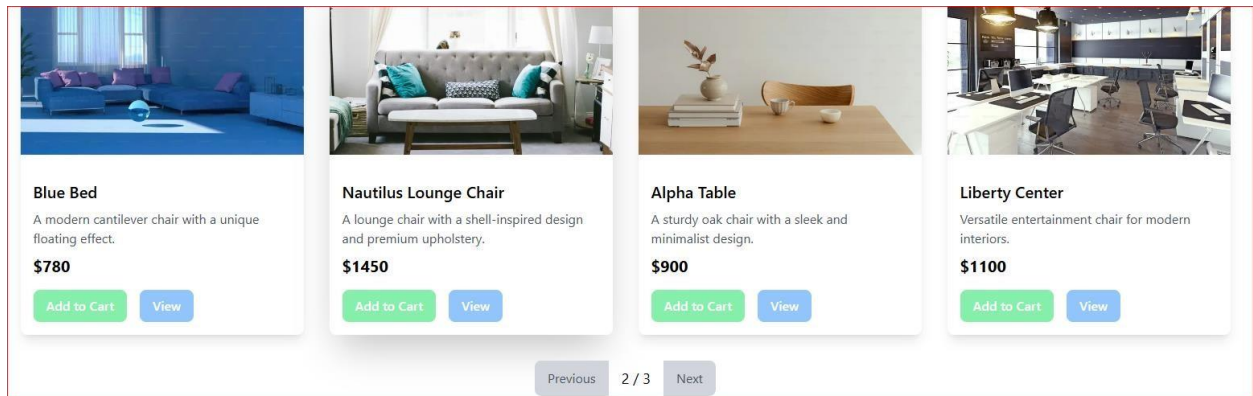 Blue Bed
A modern cantilever chair with a unique
floating effect.
$780
Add to Cart
View
Nautilus Lounge Chair
A lounge chair with a shell-inspired design
and premium upholstery.
$1450
Add to Cart
View
Alpha Table
A sturdy oak chair with a sleek and
minimalist design.
$900
Add to Cart
View
Liberty Center
Versatile entertainment chair for modern
interiors.
$1100
Add to Cart
View
Previous
2 / 3
Next